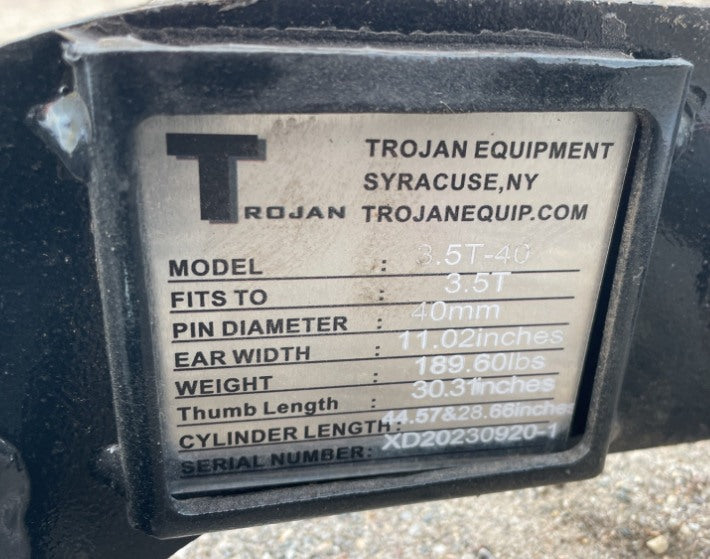 TROJAN EQUIPMENT
SYRACUSE,NY
TROJAN TROJANEQUIP.COM
MODEL : 3.5T-40
FITS TO : 3.5T
PIN DIAMETER : 40mm
EAR WIDTH : 11.02inches
WEIGHT : 189.60lbs
Thumb Length : 30.31inches
CYLINDER LENGTH: 44.57&28.66inches
SERIAL NUMBER: XD20230920-1